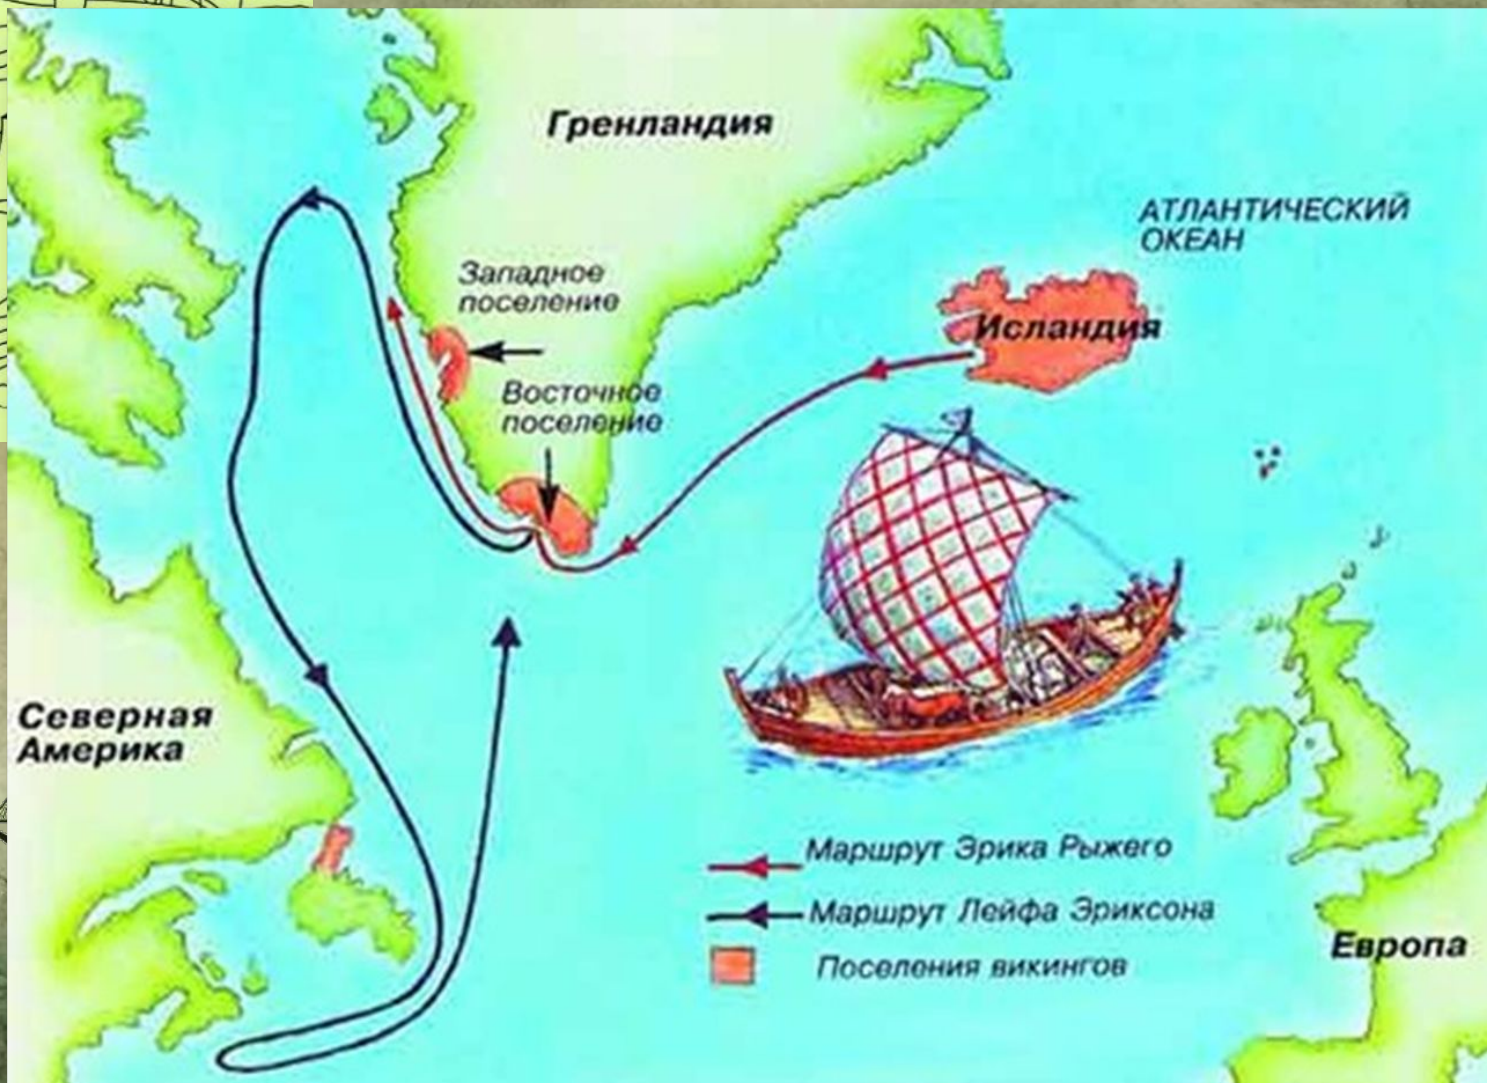 Гренландия
АТЛАНТИЧЕСКИЙ
ОКЕАН
Западное
поселение
Исландия
Восточное
поселение
Северная
Америка
Маршрут Эрика Рыжего
Маршрут Лейфа Эриксона
Поселения викингов
Европа